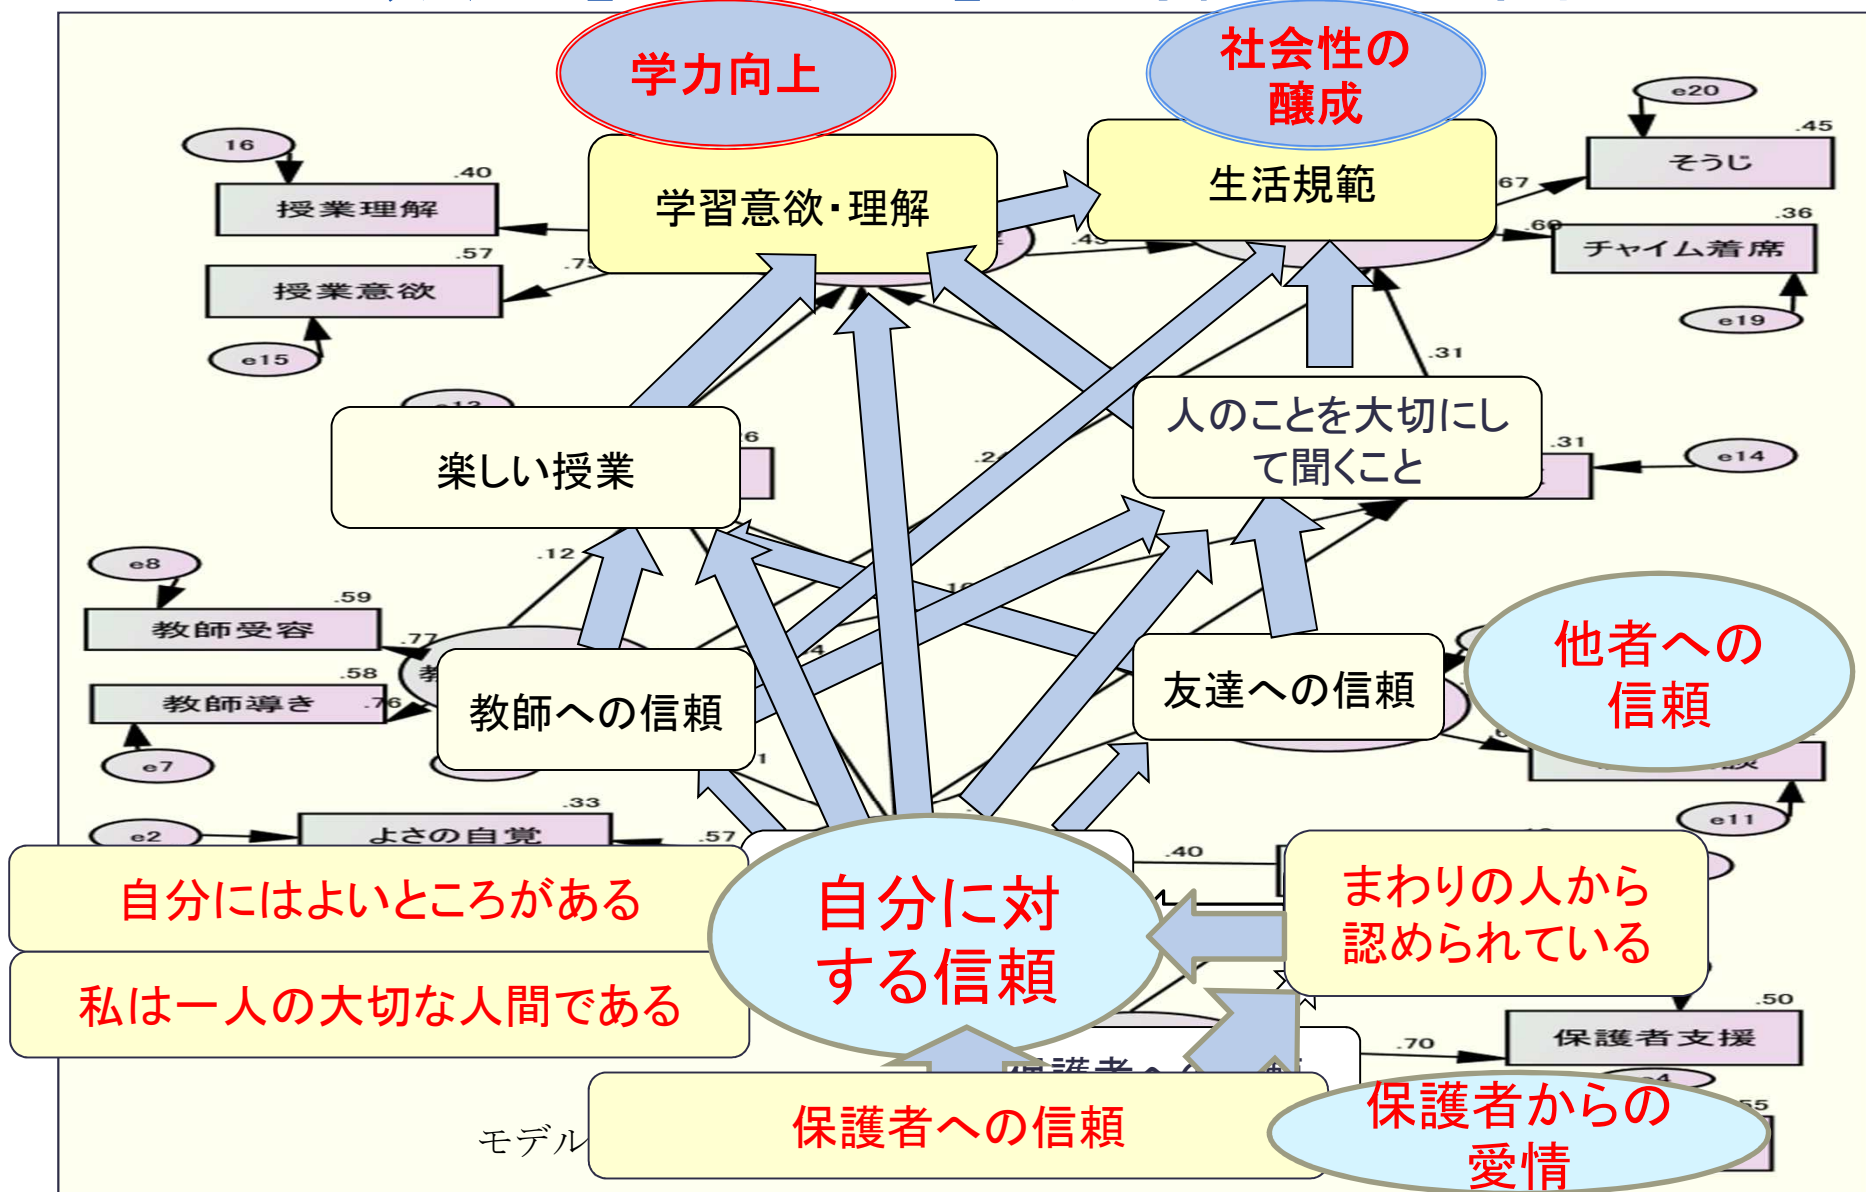 学力向上
社会性の
醸成
e20
16
.40
授業理解
学習意欲・理解
生活規範
.45
そうじ
67
.60
.36
チャイム着席
.57
授業意欲
.75
e15
e19
.31
楽しい授業
人のことを大切にし
て聞くこと
.31
e14
.12
e8
.59
教師受容
.77
.58
教師導き
.76
e7
教師への信頼
友達への信頼
他者への
信頼
e2
.33
よさの自覚
.57
.40
e11
自分にはよいところがある
私は一人の大切な人間である
自分に対
する信頼
まわりの人から
認められている
.50
保護者支援
.70
保護者への信頼
保護者からの
愛情
モデル